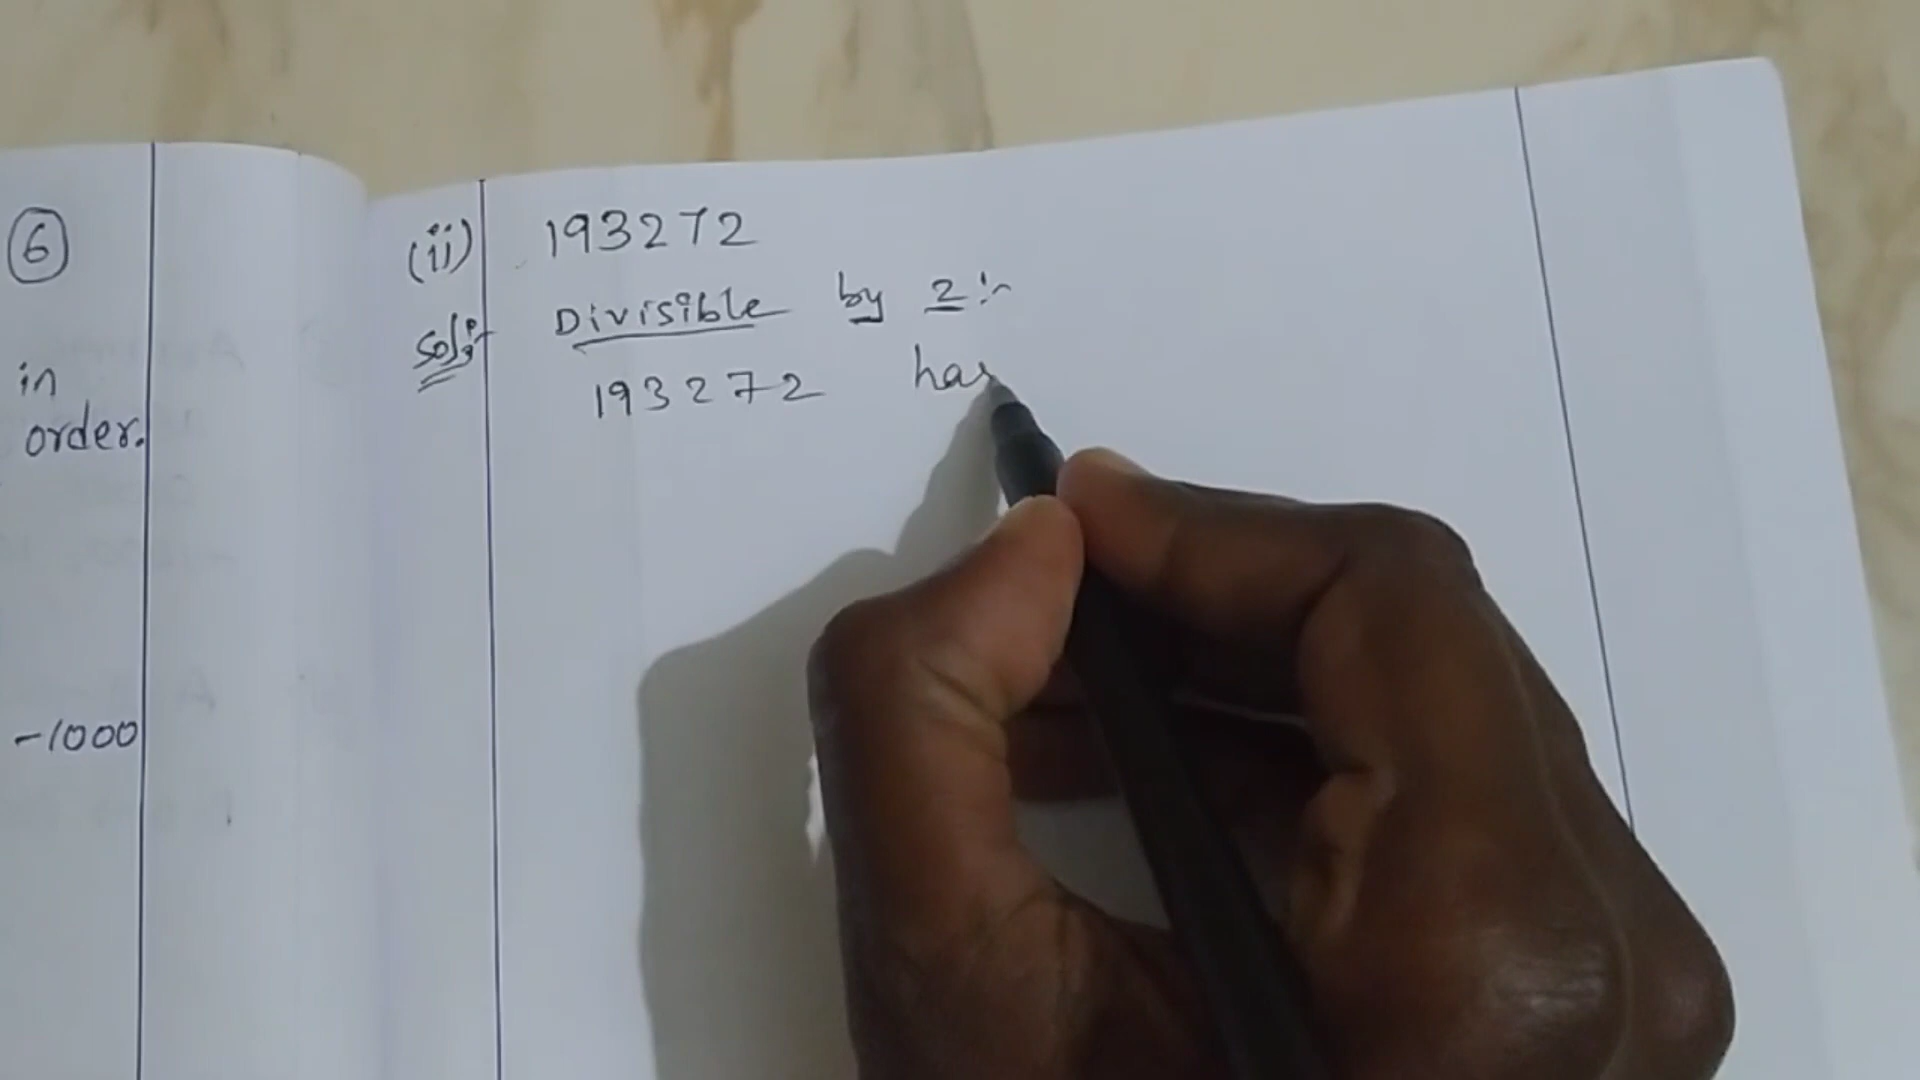 6
in
order.
-1000
(ii) 193272
Sol:- Divisible by 2:-
193272 has